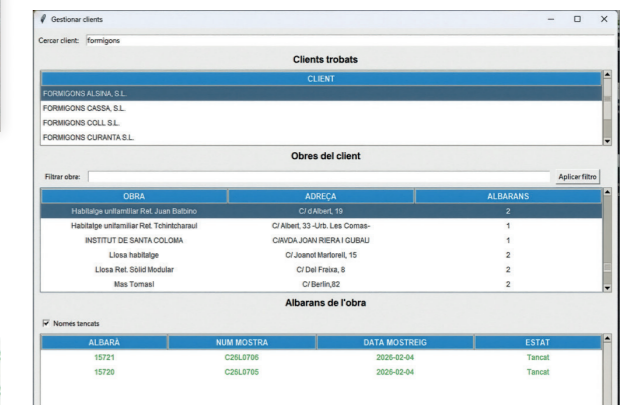 Gestionar clients
Cercar client: formigons
Clients trobats
CLIENT
FORMIGONS ALSINA, S.L.
FORMIGONS CASSA, S.L.
FORMIGONS COLL S.L.
FORMIGONS CURANTA S.L.
Obres del client
Filtrar obra: Aplicar filtro
OBRA ADREÇA ALBARANS
Habitatge unifamiliar Ret. Juan Balbino C/ d'Albert, 19 2
Habitatge unifamiliar Ret. Tchintcharaul C/ Albert, 33 -Urb. Les Comas- 1
INSTITUT DE SANTA COLOMA C/AVDA.JOAN RIERA I GUBAU 1
Llosa habitatge C/ Joanot Martorell, 15 2
Llosa Ret. Sòlid Modular C/ Del Fraixa, 8 2
Mas Tomasi C/ Berlin,82 2
Albarans de l'obra
Només tancats
ALBARÀ NUM MOSTRA DATA MOSTREIG ESTAT
15721 C26L0706 2026-02-04 Tancat
15720 C26L0705 2026-02-04 Tancat